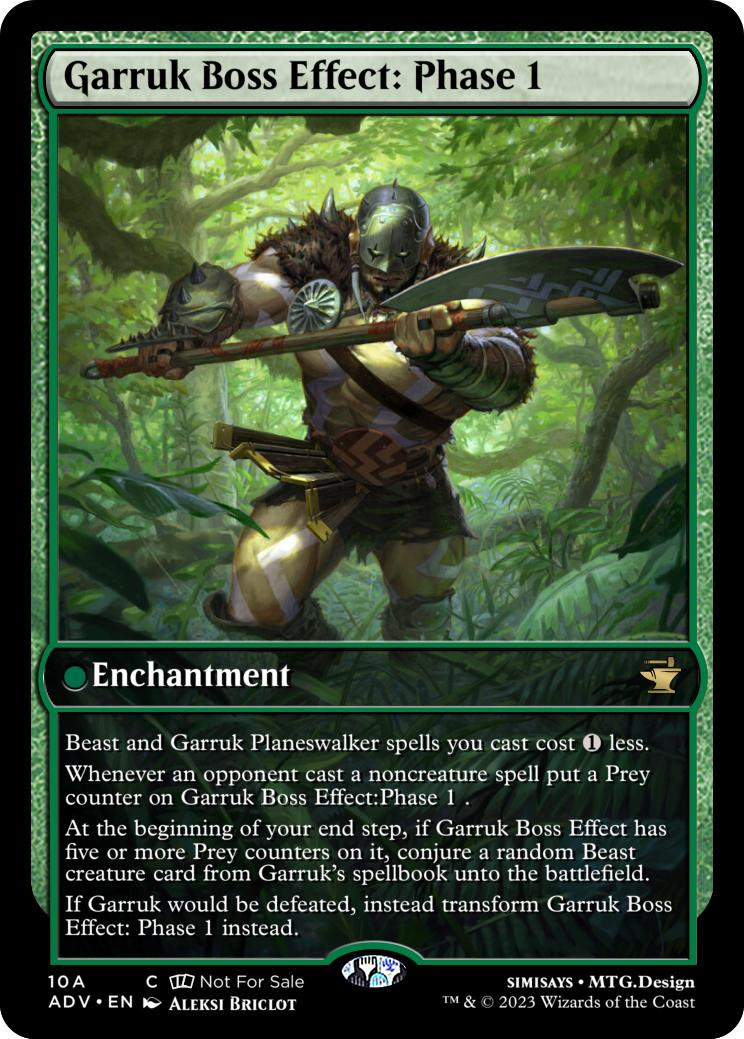 Garruk Boss Effect: Phase 1
Enchantment
Beast and Garruk Planeswalker spells you cast cost 1 less.
Whenever an opponent cast a noncreature spell put a Prey
counter on Garruk Boss Effect:Phase 1 .
At the beginning of your end step, if Garruk Boss Effect has
five or more Prey counters on it, conjure a random Beast
creature card from Garruk's spellbook unto the battlefield.
If Garruk would be defeated, instead transform Garruk Boss
Effect: Phase 1 instead.
10A C Not For Sale
ADV • EN ALEKSI BRICLOT
SIMISAYS • MTG.Design
™ & © 2023 Wizards of the Coast